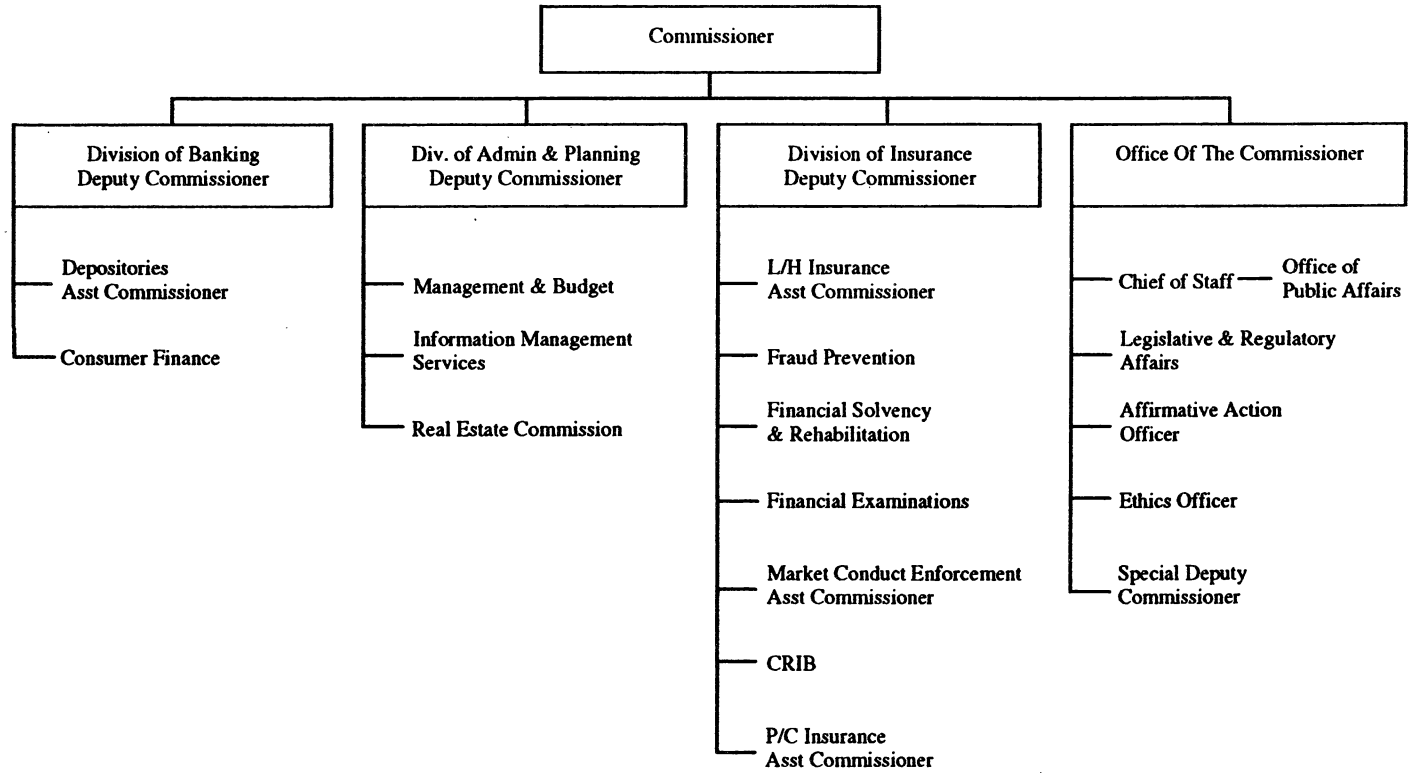 Commissioner
Division of Banking
Deputy Commissioner
Depositories
Asst Commissioner
Consumer Finance
Div. of Admin & Planning
Deputy Commissioner
Management & Budget
Information Management
Services
Real Estate Commission
Division of Insurance
Deputy Commissioner
L/H Insurance
Asst Commissioner
Fraud Prevention
Financial Solvency
& Rehabilitation
Financial Examinations
Market Conduct Enforcement
Asst Commissioner
CRIB
P/C Insurance
Asst Commissioner
Office Of The Commissioner
Chief of Staff
Office of
Public Affairs
Legislative & Regulatory
Affairs
Affirmative Action
Officer
Ethics Officer
Special Deputy
Commissioner